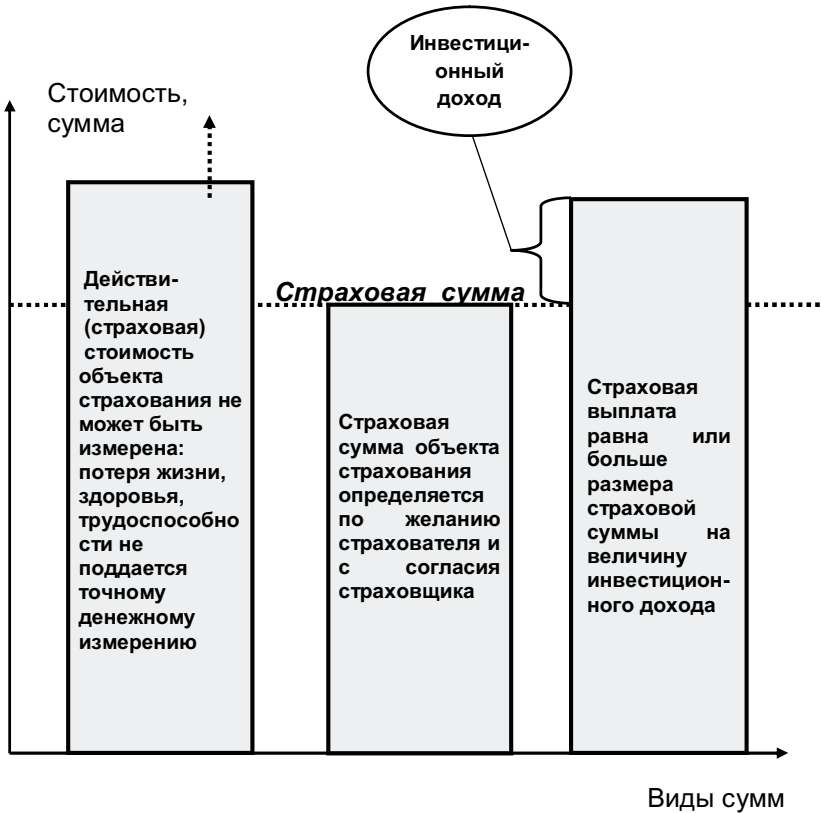 Инвестици-
онный
доход
Стоимость,
сумма
Страховая сумма
Действи-
тельная
(страховая)
стоимость
объекта
страхования не
может быть
измерена:
потеря жизни,
здоровья,
трудоспособно
сти не
поддается
точному
денежному
измерению
Страховая
сумма объекта
страхования
определяется
по желанию
страхователя и
с согласия
страховщика
Страховая
выплата
равна или
больше
размера
страховой
суммы на
величину
инвестицион-
ного дохода
Виды сумм